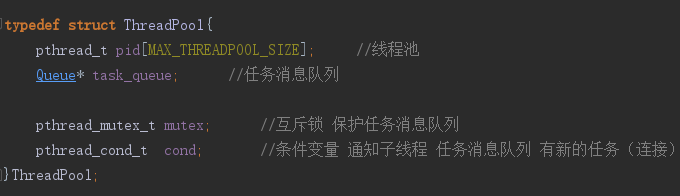 typedef struct ThreadPool{
pthread_t pid[MAX_THREADPOOL_SIZE]; //线程池
Queue* task_queue; //任务消息队列
pthread_mutex_t mutex; //互斥锁 保护任务消息队列
pthread_cond_t cond; //条件变量 通知子线程 任务消息队列 有新的任务（连接）
}ThreadPool;